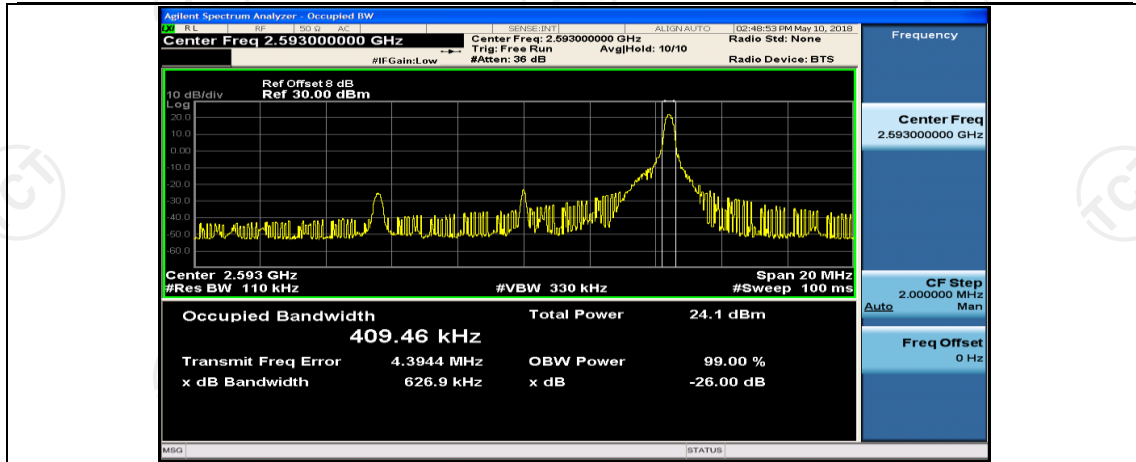 Agilent Spectrum Analyzer - Occupied BW
LXI RL RF 50 Ω AC SENSE:INT ALIGN AUTO 02:48:53 PM May 10, 2018
Center Freq 2.593000000 GHz
Center Freq: 2.593000000 GHz
Radio Std: None
Trig: Free Run Avg|Hold: 10/10
#IFGain:Low #Atten: 36 dB Radio Device: BTS
Ref Offset 8 dB
10 dB/div Ref 30.00 dBm
Log
20.0
10.0
0.00
-10.0
-20.0
-30.0
-40.0
-50.0
-60.0
Center 2.593 GHz Span 20 MHz
#Res BW 110 kHz #VBW 330 kHz #Sweep 100 ms
Occupied Bandwidth Total Power 24.1 dBm
409.46 kHz
Transmit Freq Error 4.3944 MHz OBW Power 99.00 %
x dB Bandwidth 626.9 kHz x dB -26.00 dB
MSG STATUS
Frequency
Center Freq
2.593000000 GHz
CF Step
2.000000 MHz
Auto Man
Freq Offset
0 Hz
TCT
TCT